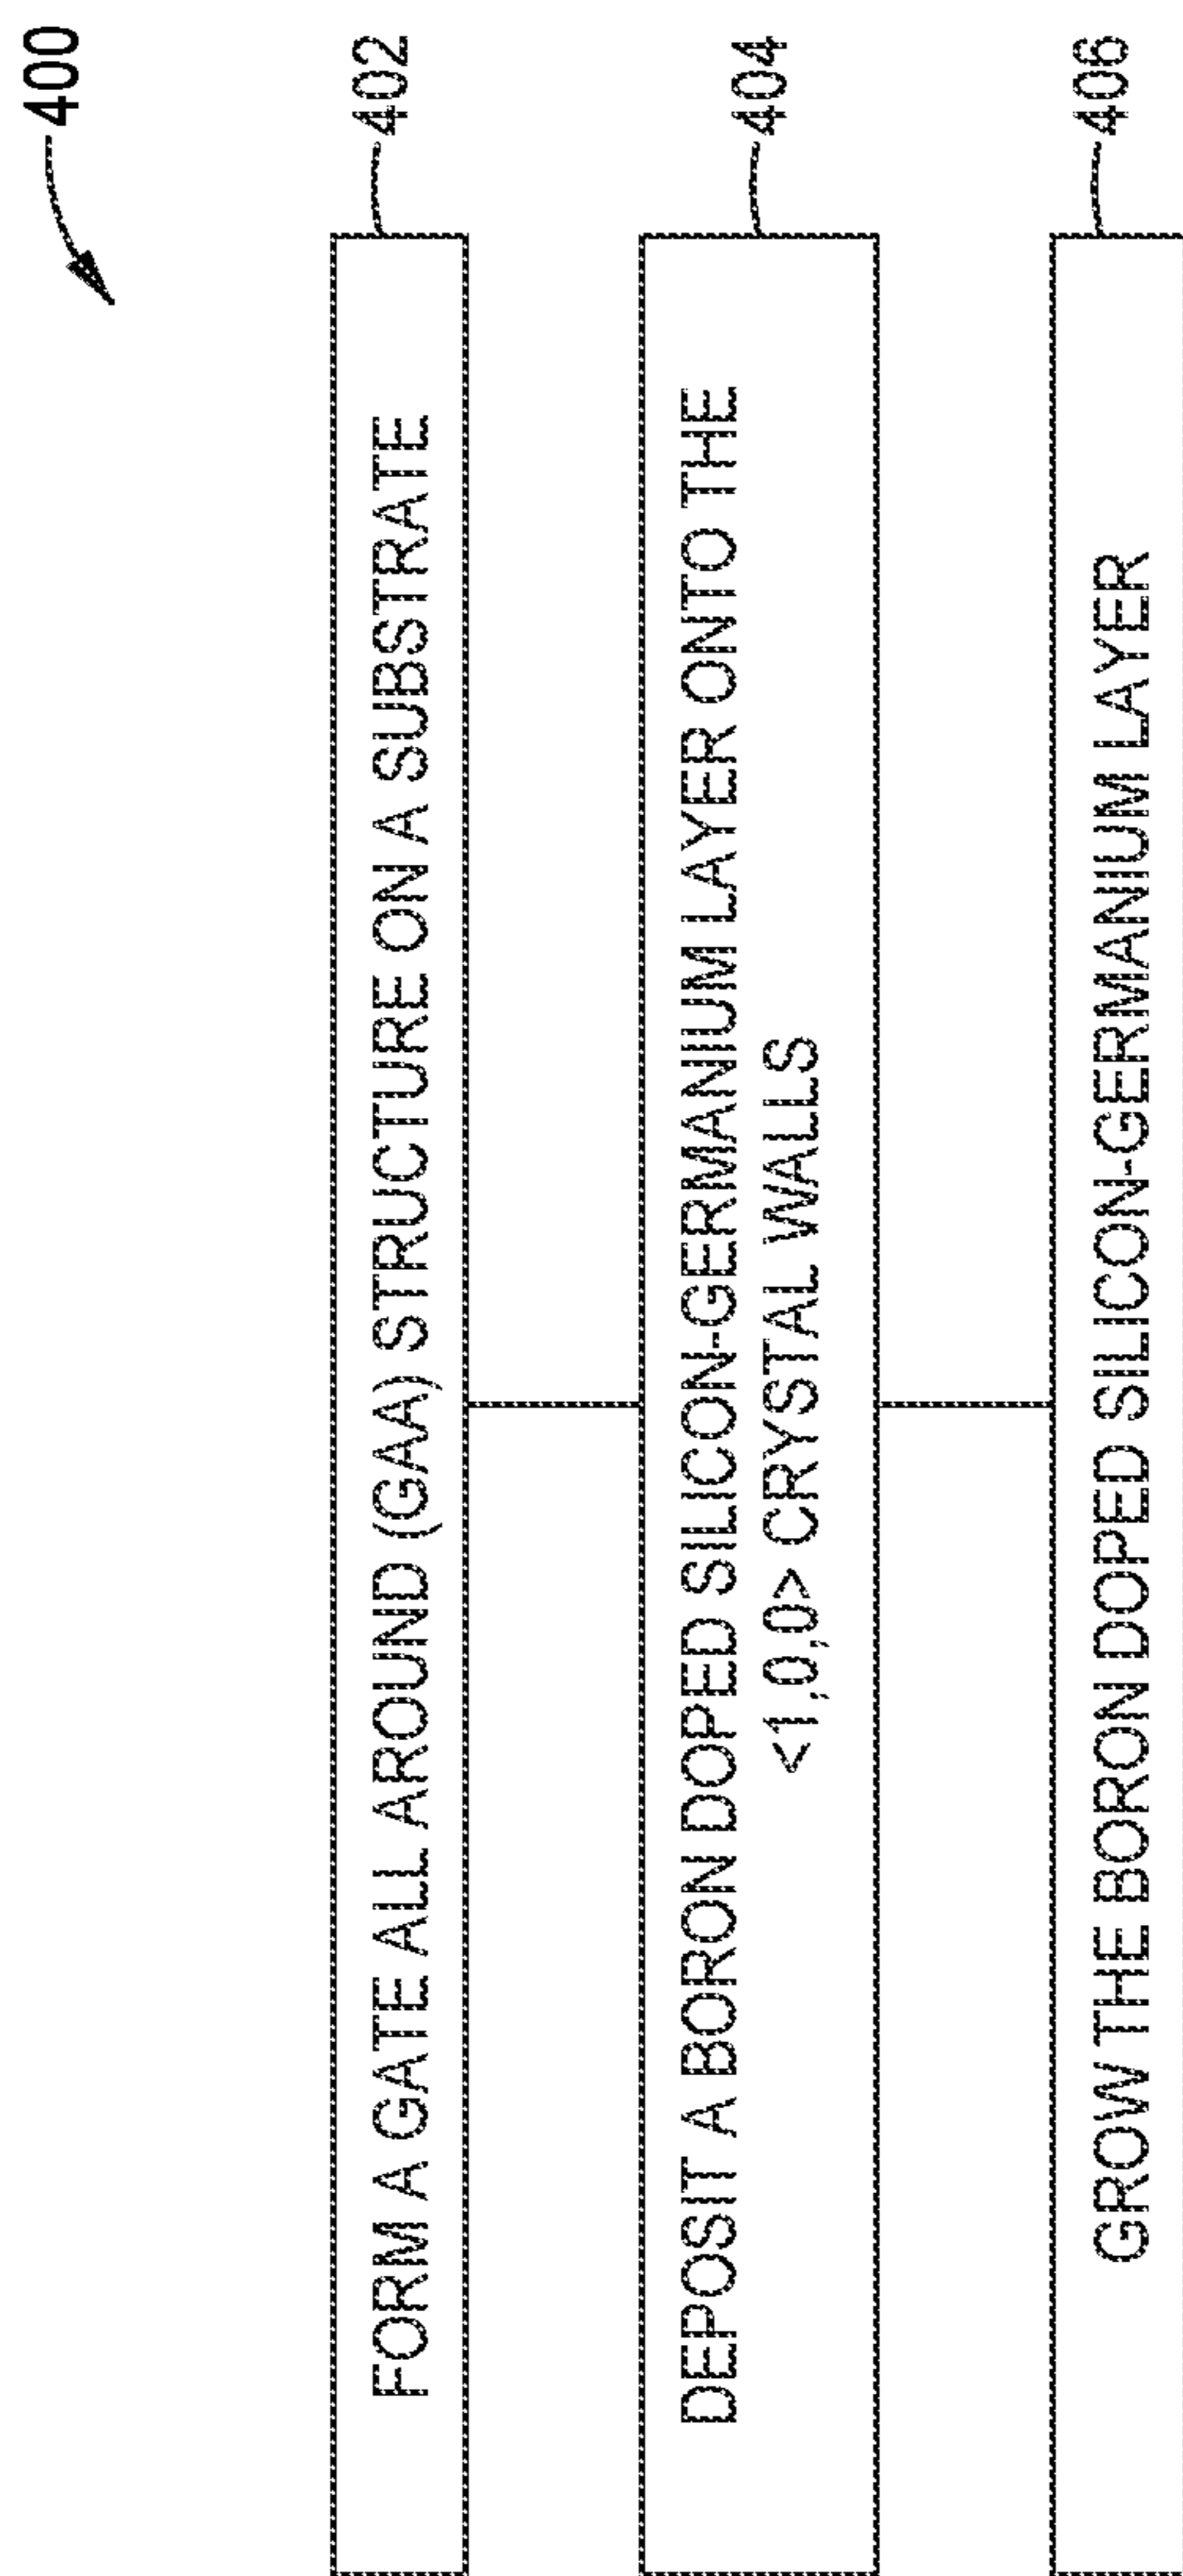 400
402
FORM A GATE ALL AROUND (GAA) STRUCTURE ON A SUBSTRATE
404
DEPOSIT A BORON DOPED SILICON-GERMANIUM LAYER ONTO THE
<1,0,0> CRYSTAL WALLS
406
GROW THE BORON DOPED SILICON-GERMANIUM LAYER